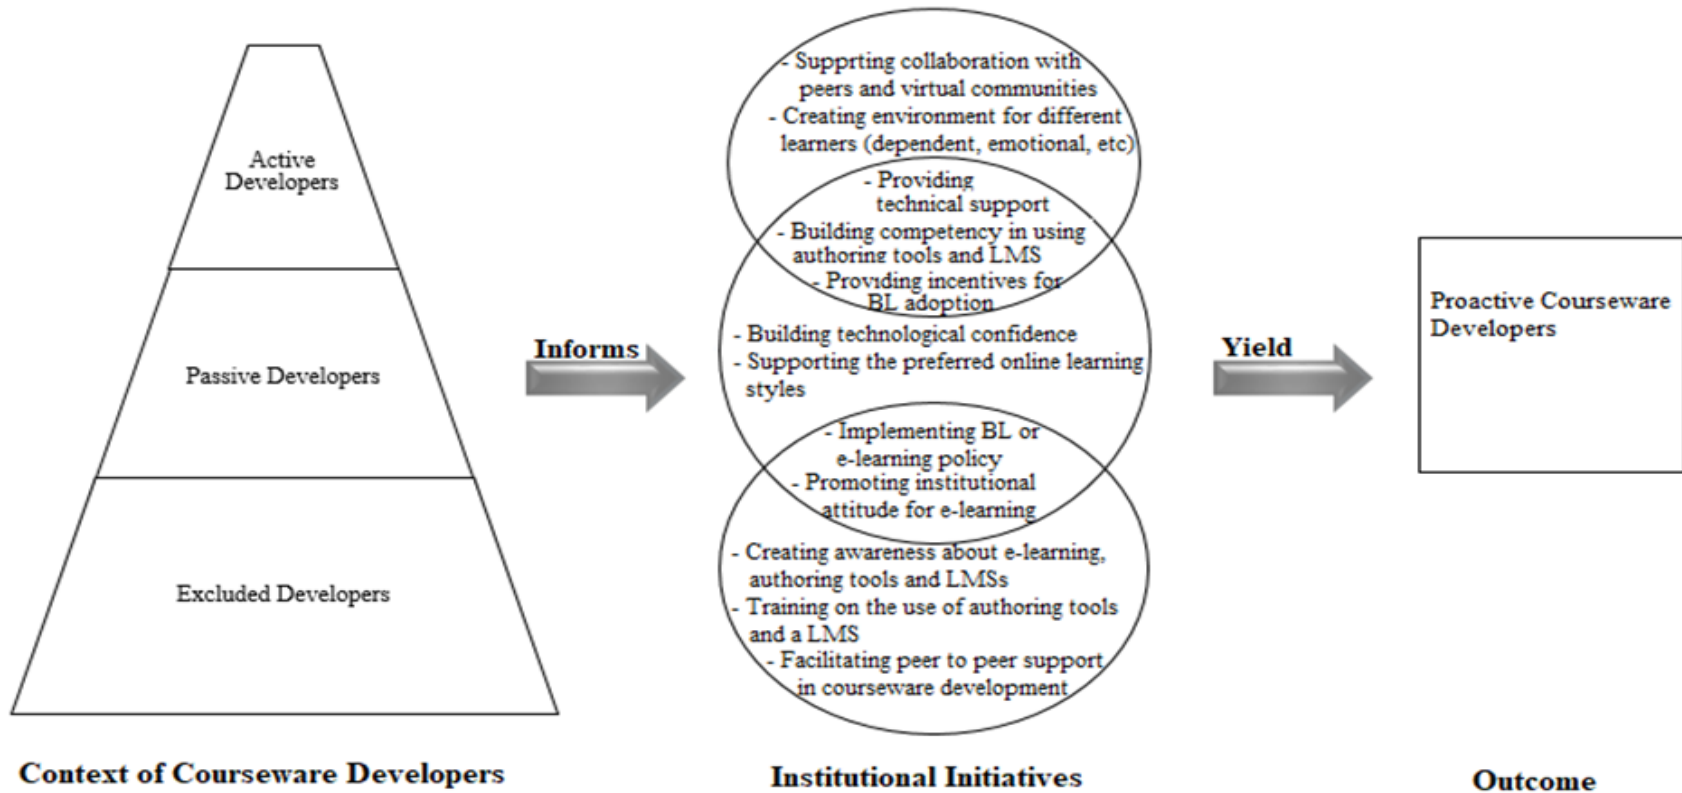 Active
Developers
Passive Developers
Excluded Developers
Context of Courseware Developers
Informs
- Supprting collaboration with
peers and virtual communities
- Creating environment for different
learners (dependent, emotional, etc)
- Providing
technical support
- Building competency in using
authoring tools and LMS
- Providing incentives for
BL adoption
- Building technological confidence
- Supporting the preferred online learning
styles
- Implementing BL or
e-learning policy
- Promoting institutional
attitude for e-learning
- Creating awareness about e-learning,
authoring tools and LMSs
- Training on the use of authoring tools
and a LMS
- Facilitating peer to peer support
in courseware development
Institutional Initiatives
Yield
Proactive Courseware
Developers
Outcome